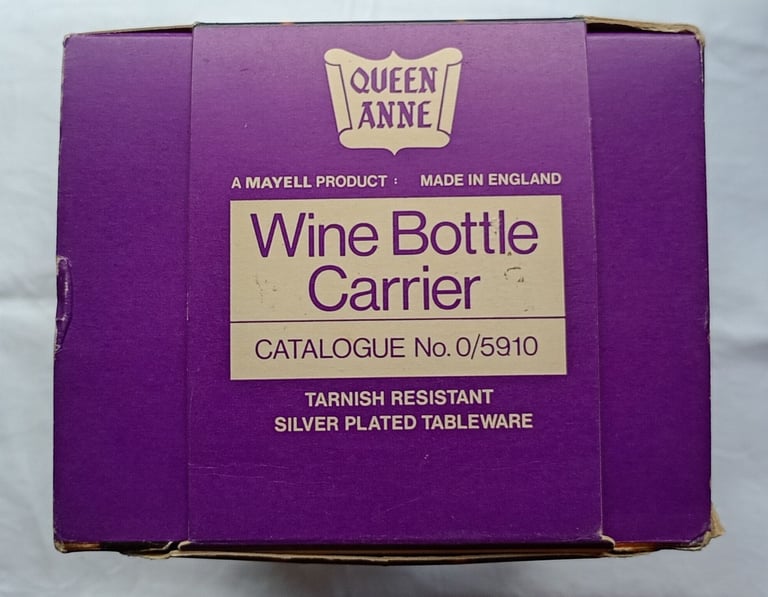 QUEEN
ANNE
A MAYELL PRODUCT : MADE IN ENGLAND
Wine Bottle
Carrier
CATALOGUE No. 0/5910
TARNISH RESISTANT
SILVER PLATED TABLEWARE